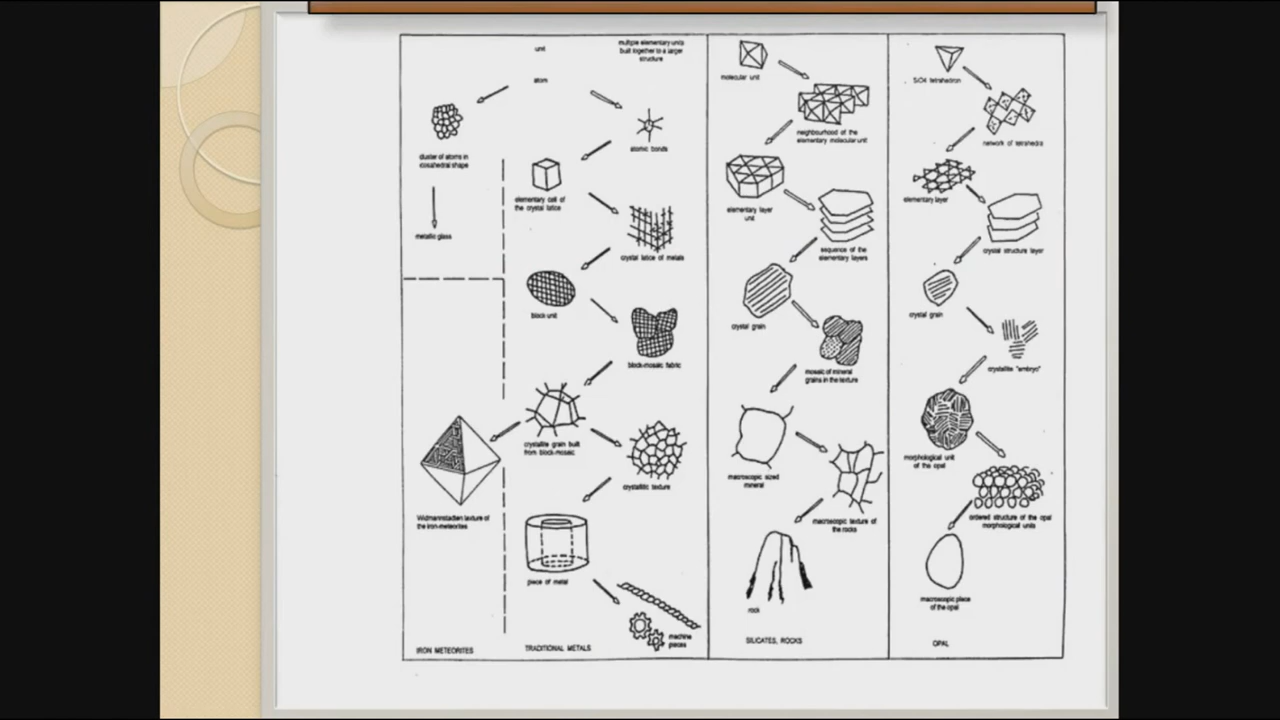 unit
multiple elementary units
built together to a larger
structure
atom
cluster of atoms in
icosahedral shape
atomic bonds
elementary cell of
the crystal lattice
metallic glass
crystal lattice of metals
block unit
block-mosaic fabric
crystallite grain built
from block-mosaic
crystallitic texture
Widmannstadten texture of
the iron-meteorites
piece of metal
machine
pieces
IRON METEORITES
TRADITIONAL METALS
molecular unit
neighbourhood of the
elementary molecular unit
elementary layer
unit
sequence of the
elementary layers
crystal grain
mosaic of mineral
grains in the texture
macroscopic sized
mineral
macroscopic texture of
the rocks
rock
SILICATES, ROCKS
tetrahedron
network of tetrahedra
elementary layer
crystal structure layer
crystal grain
crystallite "embryo"
morphological unit
of the opal
ordered structure of the opal
morphological units
macroscopic piece
of the opal
OPAL